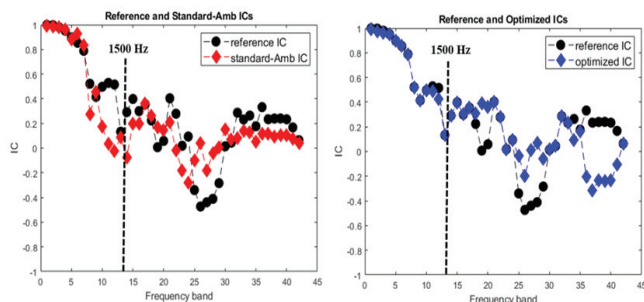 Reference and Standard-Amb ICs
1500 Hz
reference IC
standard-Amb IC
IC
1
0.8
0.6
0.4
0.2
0
-0.2
-0.4
-0.6
-0.8
-1
0 5 10 15 20 25 30 35 40 45
Frequency band
Reference and Optimized ICs
1500 Hz
reference IC
optimized IC
IC
1
0.8
0.6
0.4
0.2
0
-0.2
-0.4
-0.6
-0.8
-1
0 5 10 15 20 25 30 35 40 45
Frequency band